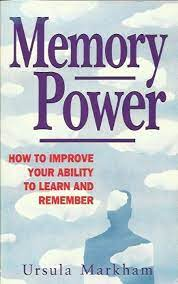 Memory
Power
HOW TO IMPROVE
YOUR ABILITY
TO LEARN AND
REMEMBER
Ursula Markham